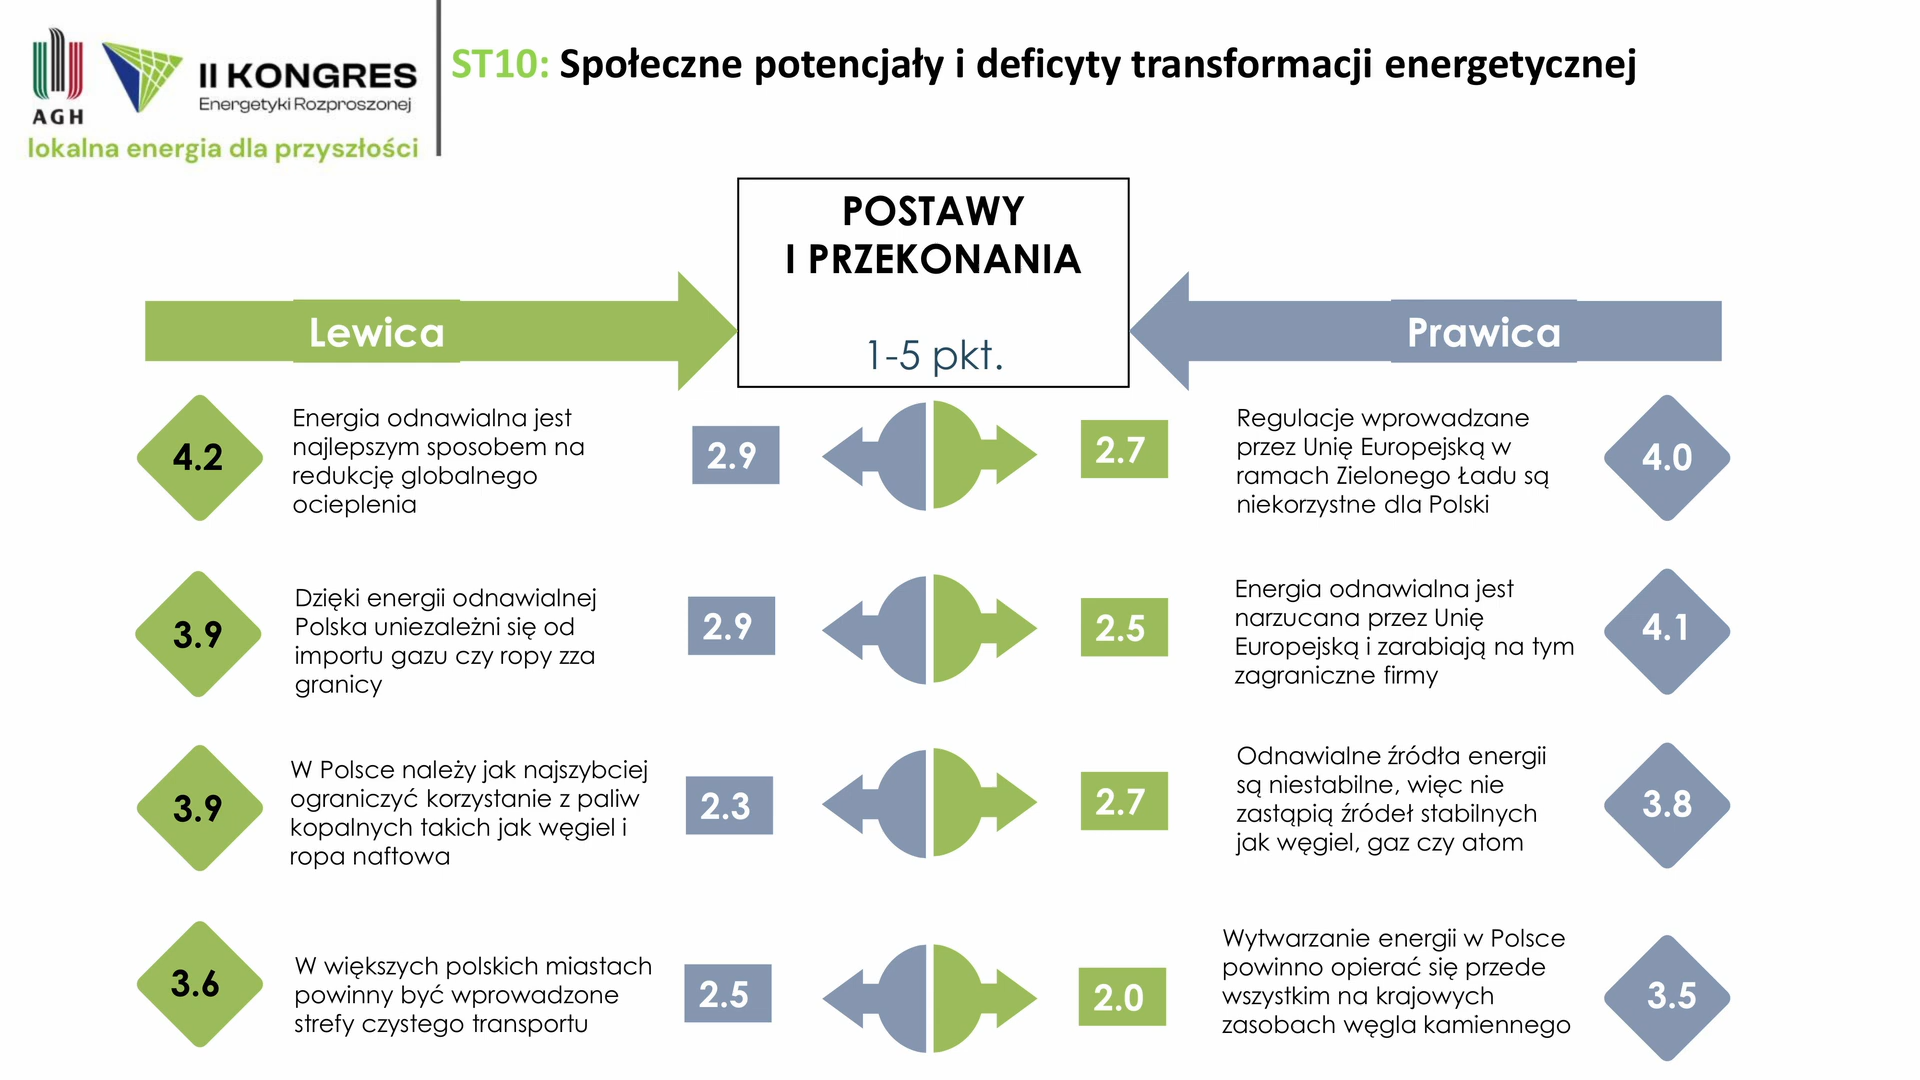 AGH
II KONGRES
Energetyki Rozproszonej
lokalna energia dla przyszłości
ST10: Społeczne potencjały i deficyty transformacji energetycznej
POSTAWY
I PRZEKONANIA
1-5 pkt.
Lewica
Prawica
4.2
Energia odnawialna jest
najlepszym sposobem na
redukcję globalnego
ocieplenia
2.9
2.7
Regulacje wprowadzane
przez Unię Europejską w
ramach Zielonego Ładu są
niekorzystne dla Polski
4.0
3.9
Dzięki energii odnawialnej
Polska uniezależni się od
importu gazu czy ropy zza
granicy
2.9
2.5
Energia odnawialna jest
narzucana przez Unię
Europejską i zarabiają na tym
zagraniczne firmy
4.1
3.9
W Polsce należy jak najszybciej
ograniczyć korzystanie z paliw
kopalnych takich jak węgiel i
ropa naftowa
2.3
2.7
Odnawialne źródła energii
są niestabilne, więc nie
zastąpią źródeł stabilnych
jak węgiel, gaz czy atom
3.8
3.6
W większych polskich miastach
powinny być wprowadzone
strefy czystego transportu
2.5
2.0
Wytwarzanie energii w Polsce
powinno opierać się przede
wszystkim na krajowych
zasobach węgla kamiennego
3.5